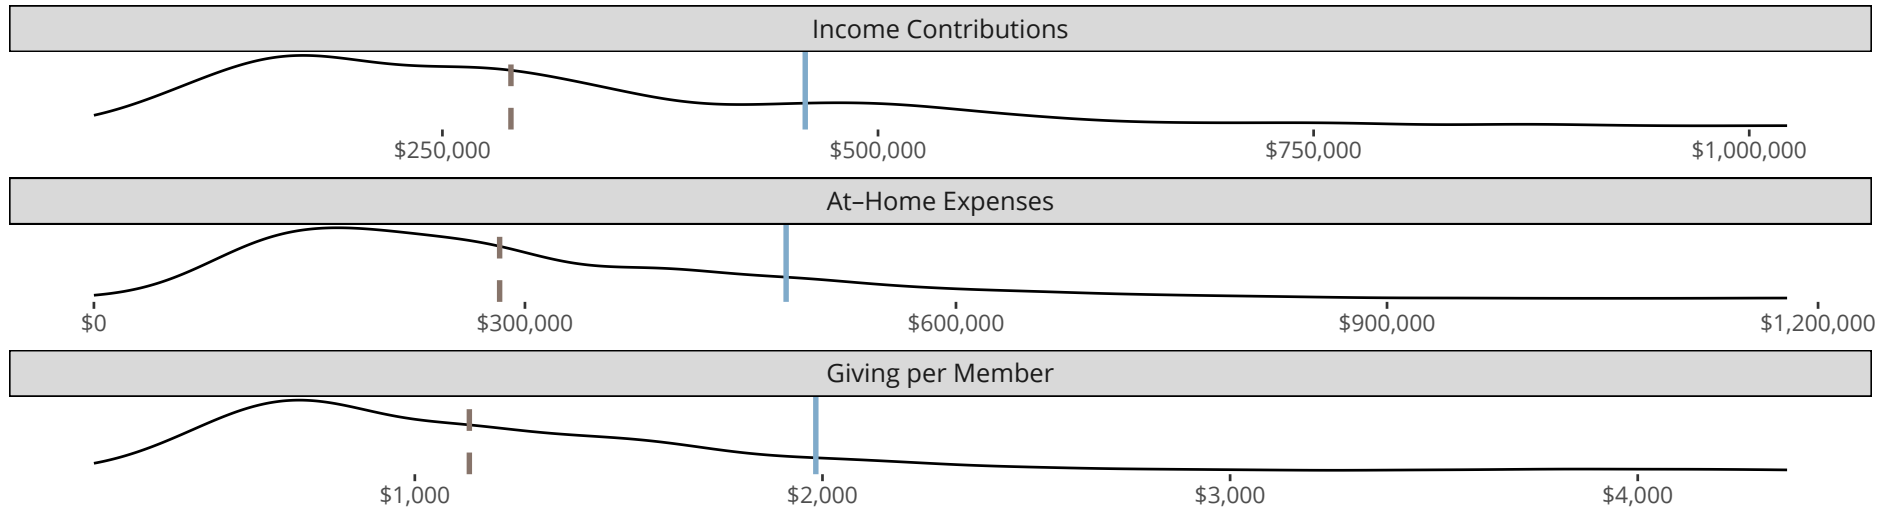 Income Contributions
$250,000 $500,000 $750,000 $1,000,000
At–Home Expenses
$0 $300,000 $600,000 $900,000 $1,200,000
Giving per Member
$1,000 $2,000 $3,000 $4,000